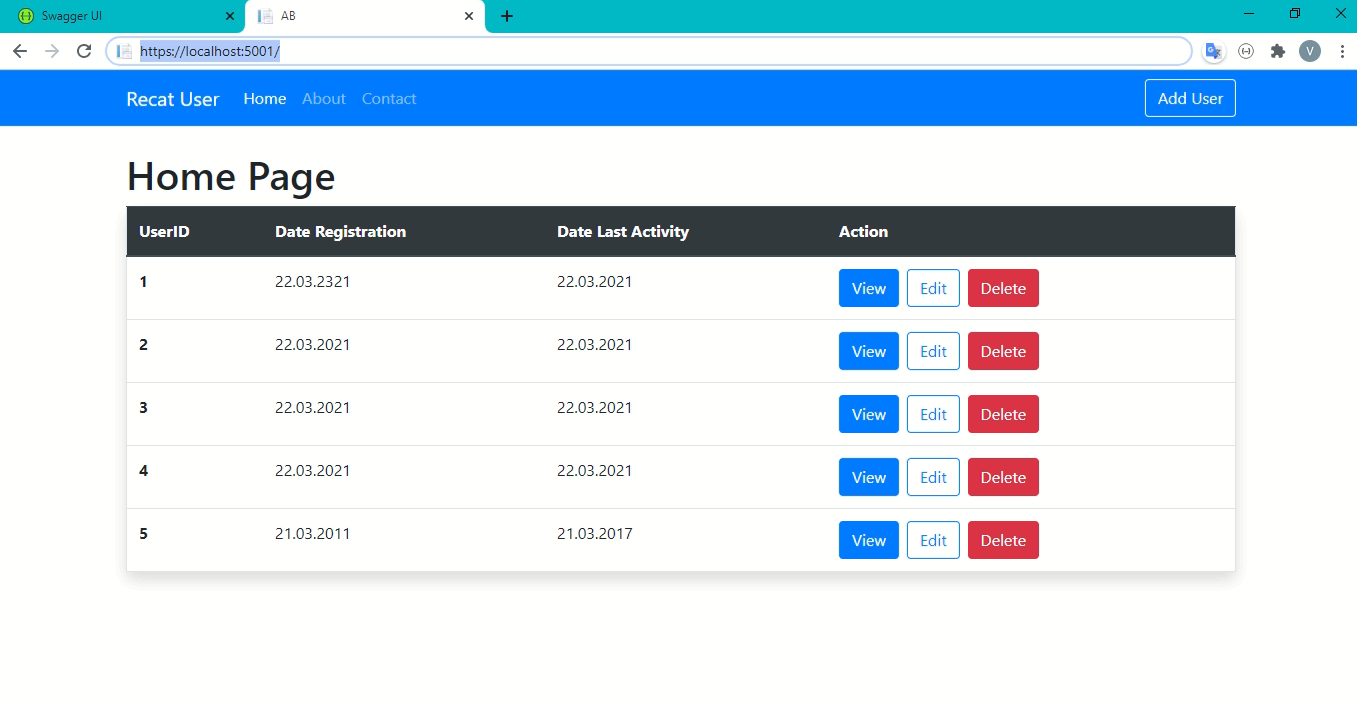 Swagger UI AB
https://localhost:5001/
V
Recat User Home About Contact Add User
Home Page
UserID Date Registration Date Last Activity Action
1 22.03.2321 22.03.2021 View Edit Delete
2 22.03.2021 22.03.2021 View Edit Delete
3 22.03.2021 22.03.2021 View Edit Delete
4 22.03.2021 22.03.2021 View Edit Delete
5 21.03.2011 21.03.2017 View Edit Delete